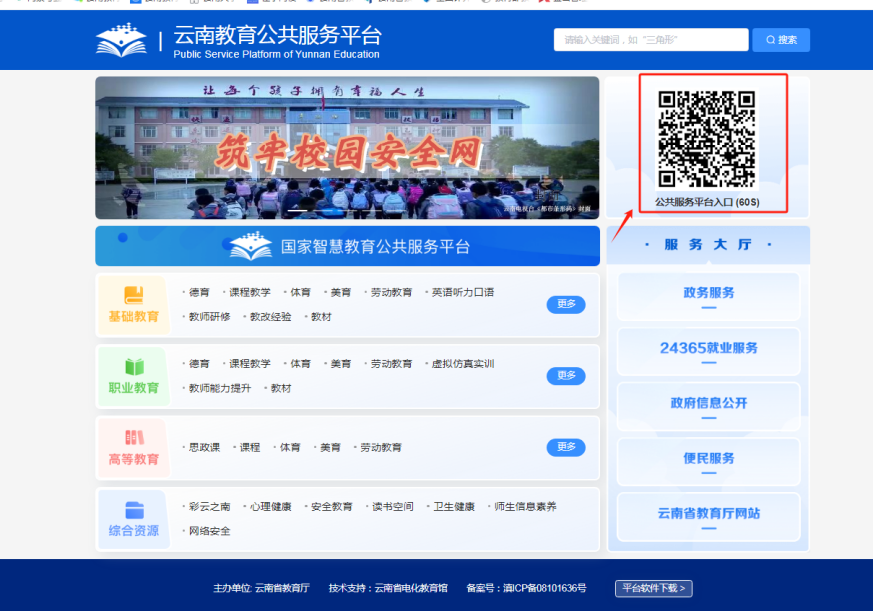 云南教育公共服务平台
Public Service Platform of Yunnan Education
请输入关键词，如“三角形”
搜索
让每个孩子拥有幸福人生
筑牢校园安全网
公共服务平台入口 (60S)
国家智慧教育公共服务平台
· 服 务 大 厅 ·
基础教育
·德育 ·课程教学 ·体育 ·美育 ·劳动教育 ·英语听力口语
·教师研修 ·教改经验 ·教材
更多
职业教育
·德育 ·课程教学 ·体育 ·美育 ·劳动教育 ·虚拟仿真实训
·教师能力提升 ·教材
更多
高等教育
·思政课 ·课程 ·体育 ·美育 ·劳动教育
更多
综合资源
·彩云之南 ·心理健康 ·安全教育 ·读书空间 ·卫生健康 ·师生信息素养
·网络安全
政务服务
24365就业服务
政府信息公开
便民服务
云南省教育厅网站
主办单位: 云南省教育厅 技术支持：云南省电化教育馆 备案号：滇ICP备08101636号 平台软件下载 >